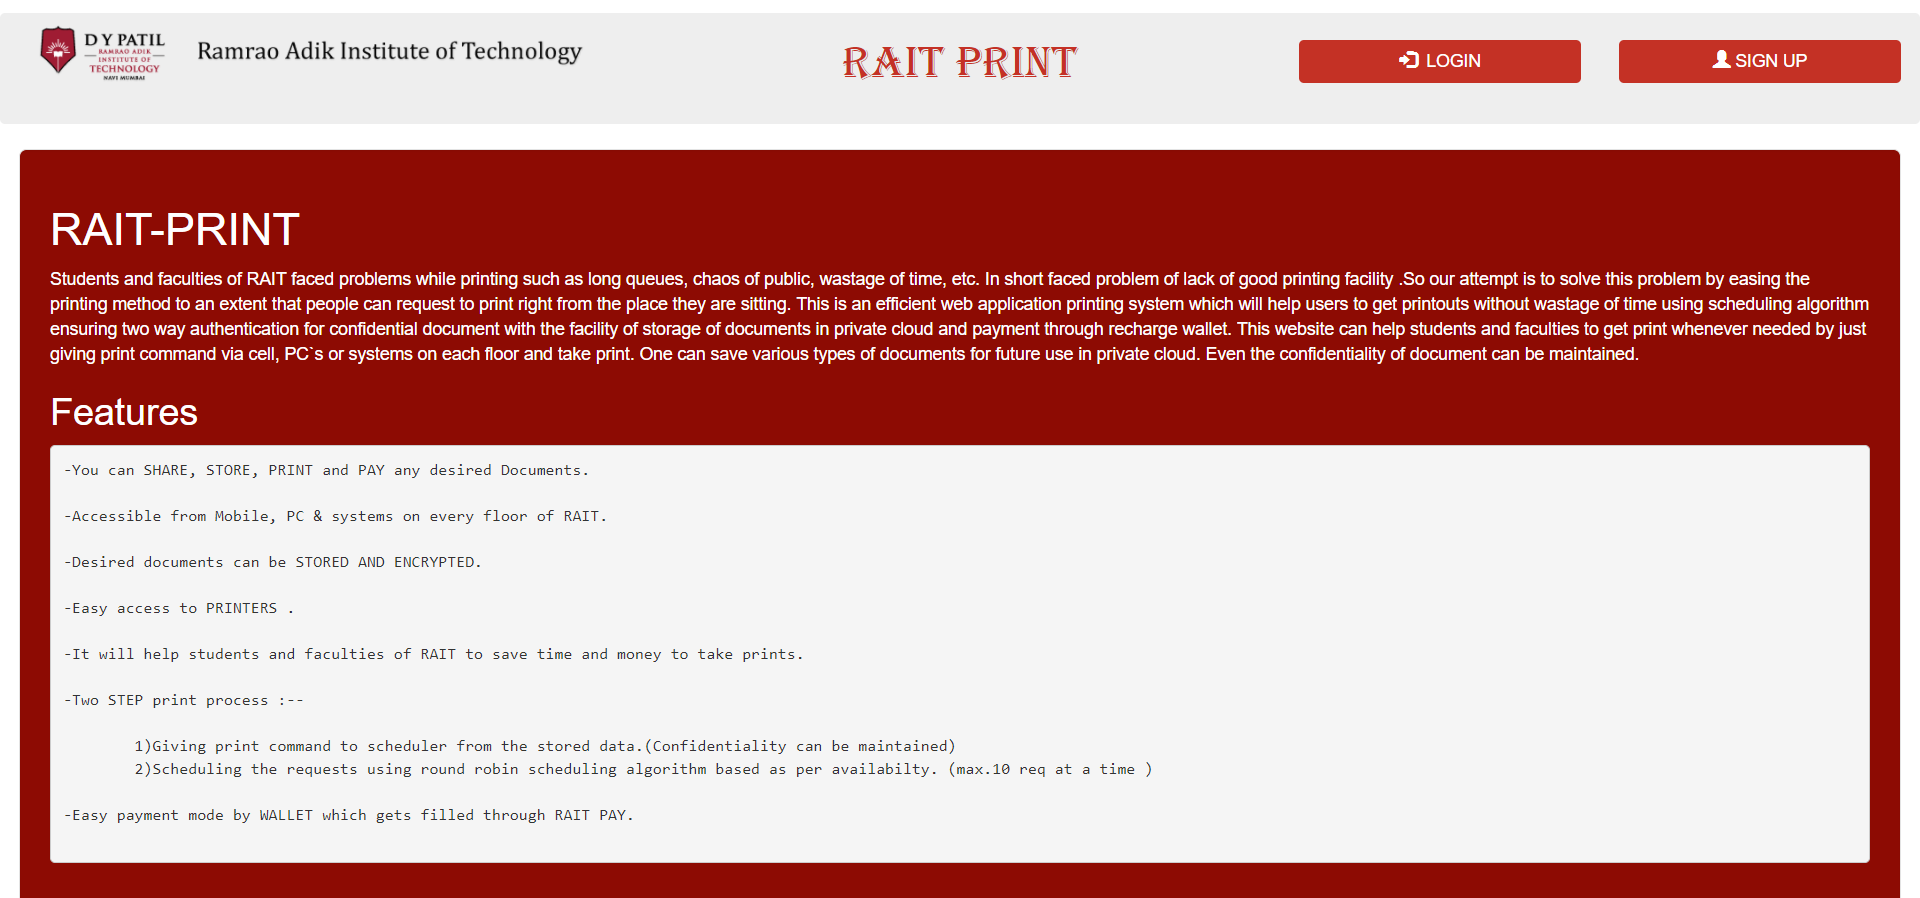 D Y PATIL
RAMRAO ADIK
INSTITUTE OF
TECHNOLOGY
NAVI MUMBAI
Ramrao Adik Institute of Technology
RAIT PRINT
LOGIN
SIGN UP
RAIT-PRINT
Students and faculties of RAIT faced problems while printing such as long queues, chaos of public, wastage of time, etc. In short faced problem of lack of good printing facility .So our attempt is to solve this problem by easing the
printing method to an extent that people can request to print right from the place they are sitting. This is an efficient web application printing system which will help users to get printouts without wastage of time using scheduling algorithm
ensuring two way authentication for confidential document with the facility of storage of documents in private cloud and payment through recharge wallet. This website can help students and faculties to get print whenever needed by just
giving print command via cell, PC`s or systems on each floor and take print. One can save various types of documents for future use in private cloud. Even the confidentiality of document can be maintained.
Features
-You can SHARE, STORE, PRINT and PAY any desired Documents.
-Accessible from Mobile, PC & systems on every floor of RAIT.
-Desired documents can be STORED AND ENCRYPTED.
-Easy access to PRINTERS .
-It will help students and faculties of RAIT to save time and money to take prints.
-Two STEP print process :--
1)Giving print command to scheduler from the stored data.(Confidentiality can be maintained)
2)Scheduling the requests using round robin scheduling algorithm based as per availabilty. (max.10 req at a time )
-Easy payment mode by WALLET which gets filled through RAIT PAY.